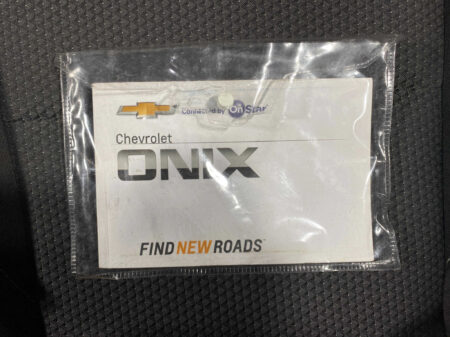 Connected by OnStar
Chevrolet
ONIX
FIND NEW ROADS